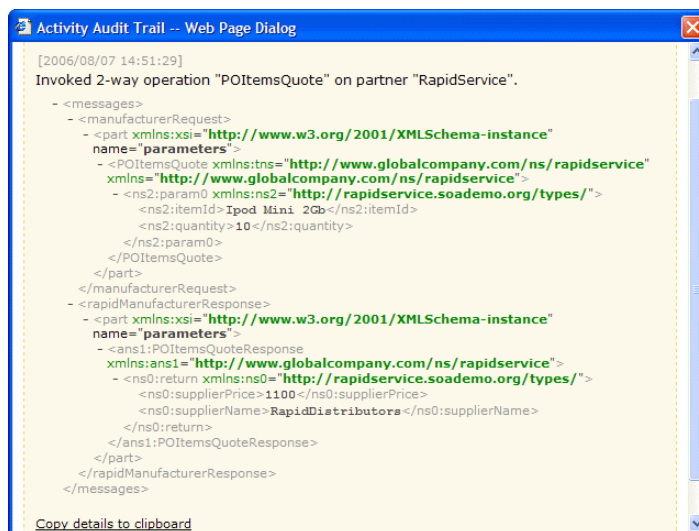 Activity Audit Trail -- Web Page Dialog
[2006/08/07 14:51:29]
Invoked 2-way operation "POItemsQuote" on partner "RapidService".
- <messages>
- <manufacturerRequest>
- <part xmlns:xsi="http://www.w3.org/2001/XMLSchema-instance"
name="parameters">
- <POItemsQuote xmlns:tns="http://www.globalcompany.com/ns/rapidservice"
xmlns="http://www.globalcompany.com/ns/rapidservice">
- <ns2:param0 xmlns:ns2="http://rapidservice.soademo.org/types/">
<ns2:itemId>Ipod Mini 2Gb</ns2:itemId>
<ns2:quantity>10</ns2:quantity>
</ns2:param0>
</POItemsQuote>
</part>
</manufacturerRequest>
- <rapidManufacturerResponse>
- <part xmlns:xsi="http://www.w3.org/2001/XMLSchema-instance"
name="parameters">
- <ans1:POItemsQuoteResponse
xmlns:ans1="http://www.globalcompany.com/ns/rapidservice">
- <ns0:return xmlns:ns0="http://rapidservice.soademo.org/types/">
<ns0:supplierPrice>1100</ns0:supplierPrice>
<ns0:supplierName>RapidDistributors</ns0:supplierName>
</ns0:return>
</ans1:POItemsQuoteResponse>
</part>
</rapidManufacturerResponse>
</messages>
Copy details to clipboard